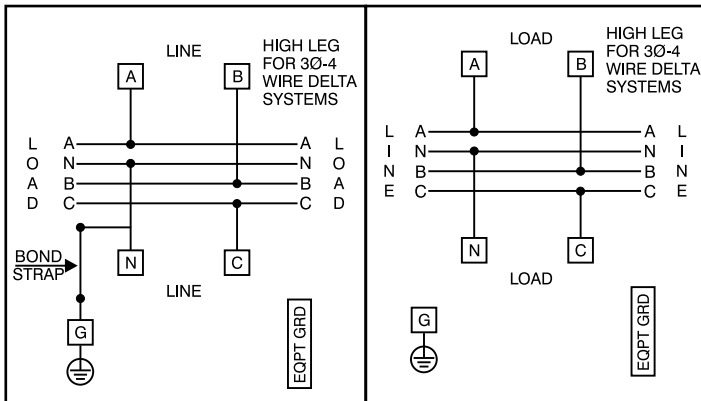 LINE
HIGH LEG
FOR 3Ø-4
WIRE DELTA
SYSTEMS
A
B
L A A L
O N N O
A B B A
D C C D
BOND
STRAP
N
C
LINE
G
EQPT GRD
LOAD
HIGH LEG
FOR 3Ø-4
WIRE DELTA
SYSTEMS
A
B
L A A L
I N N I
N B B N
E C C E
N
C
LOAD
G
EQPT GRD